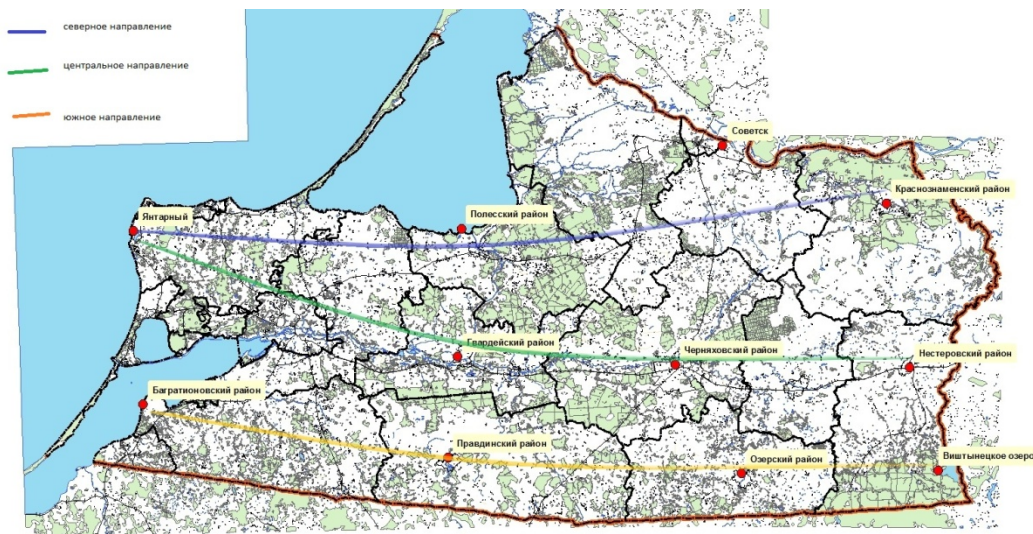 северное направление
центральное направление
южное направление
Советск
Краснознаменский район
Янтарный
Полесский район
Гвардейский район
Черняховский район
Нестеровский район
Багратионовский район
Правдинский район
Озерский район
Виштынецкое озеро